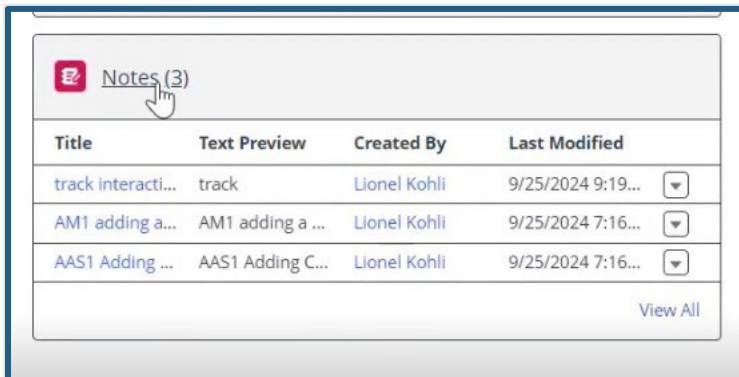 Notes (3)
Title Text Preview Created By Last Modified
track interacti... track Lionel Kohli 9/25/2024 9:19...
AM1 adding a... AM1 adding a ... Lionel Kohli 9/25/2024 7:16...
AAS1 Adding ... AAS1 Adding C... Lionel Kohli 9/25/2024 7:16...
View All